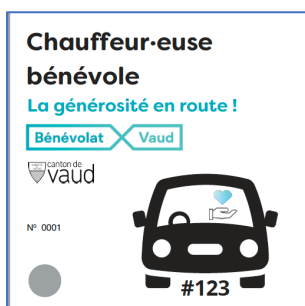 Chauffeur·euse
bénévole
La générosité en route !
Bénévolat Vaud
canton de
vaud
N° 0001
#123